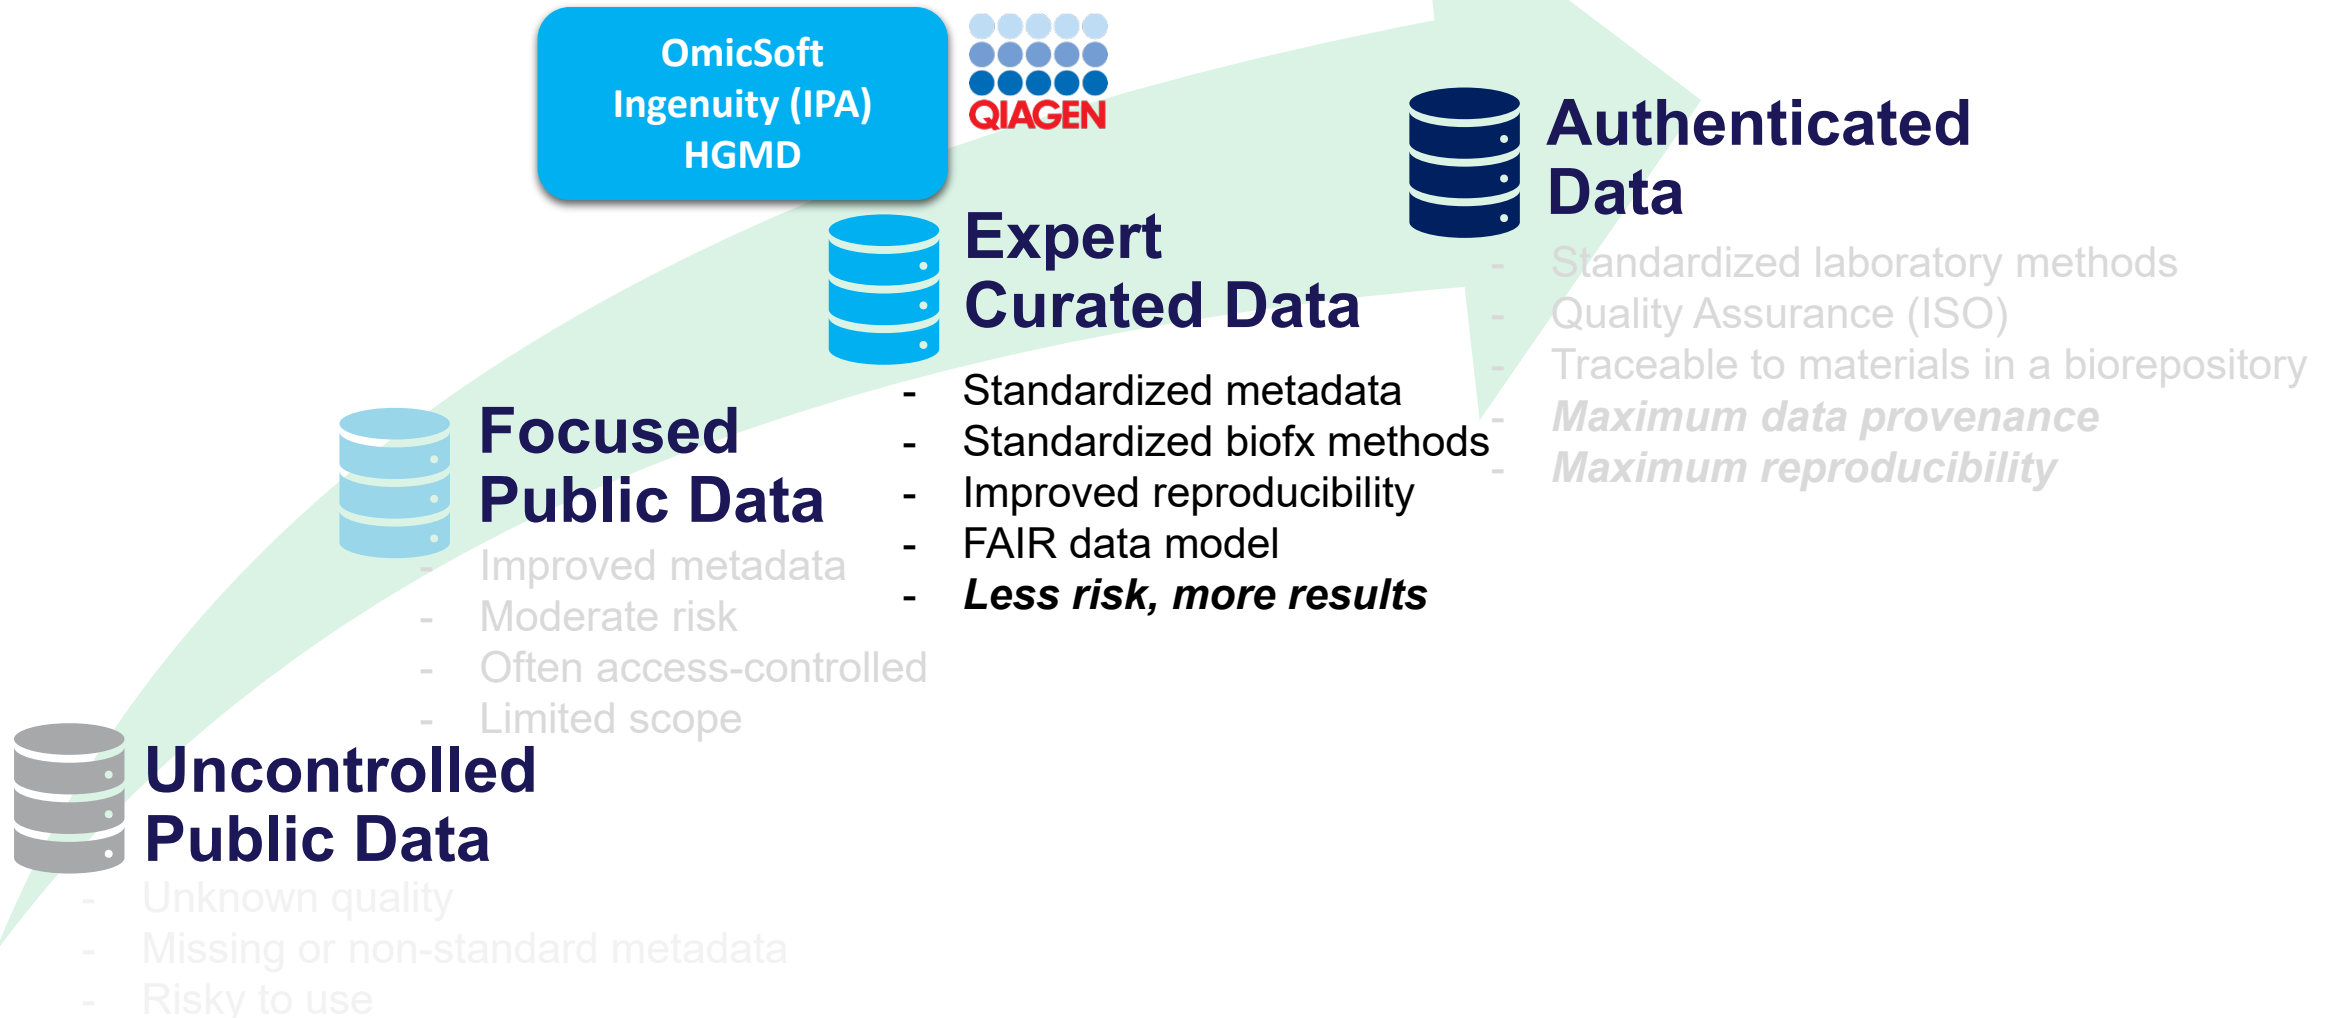 OmicSoft
Ingenuity (IPA)
HGMD
QIAGEN
Authenticated
Data
- Standardized laboratory methods
- Quality Assurance (ISO)
- Traceable to materials in a biorepository
- Maximum data provenance
- Maximum reproducibility
Expert
Curated Data
- Standardized metadata
- Standardized biofx methods
- Improved reproducibility
- FAIR data model
- Less risk, more results
Focused
Public Data
- Improved metadata
- Moderate risk
- Often access-controlled
- Limited scope
Uncontrolled
Public Data
- Unknown quality
- Missing or non-standard metadata
- Risky to use